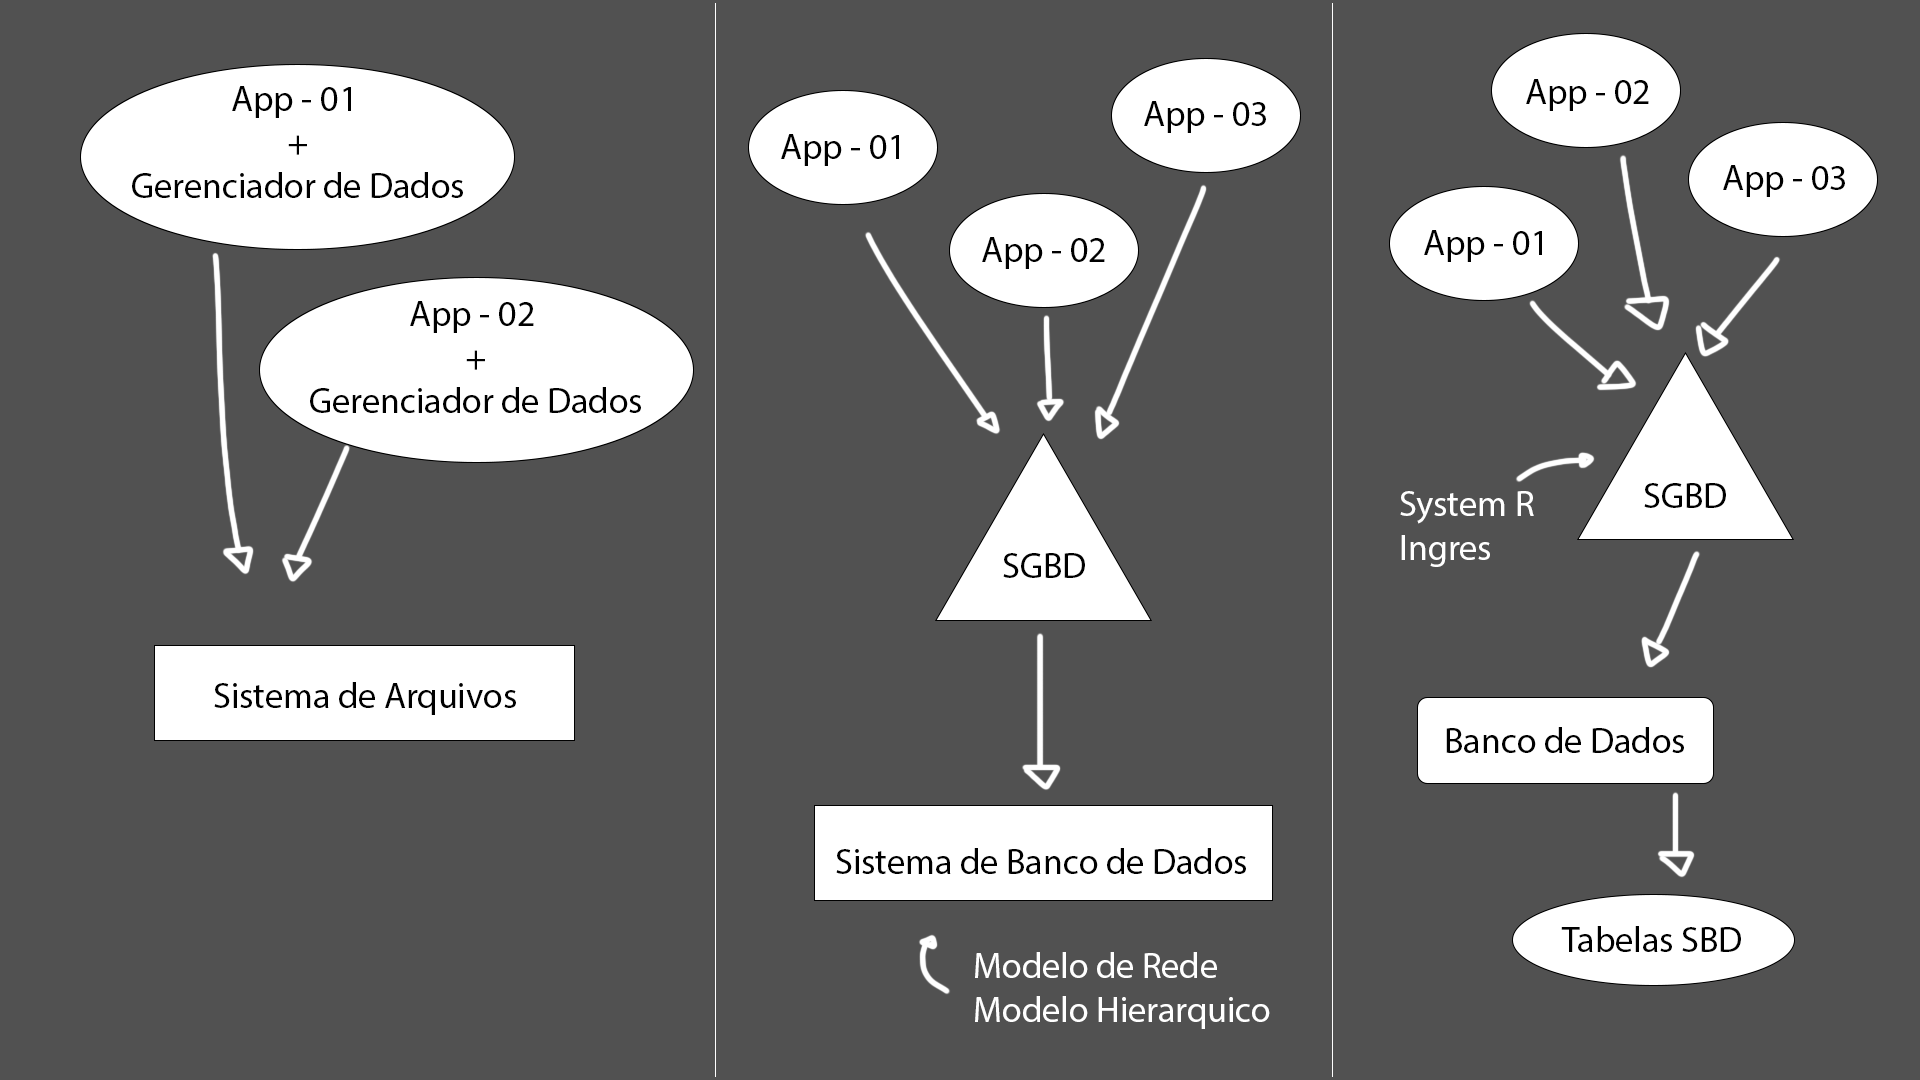 App - 01
+
Gerenciador de Dados
App - 02
+
Gerenciador de Dados
Sistema de Arquivos
App - 01
App - 03
App - 02
SGBD
Sistema de Banco de Dados
Modelo de Rede
Modelo Hierarquico
App - 02
App - 03
App - 01
System R
Ingres
SGBD
Banco de Dados
Tabelas SBD